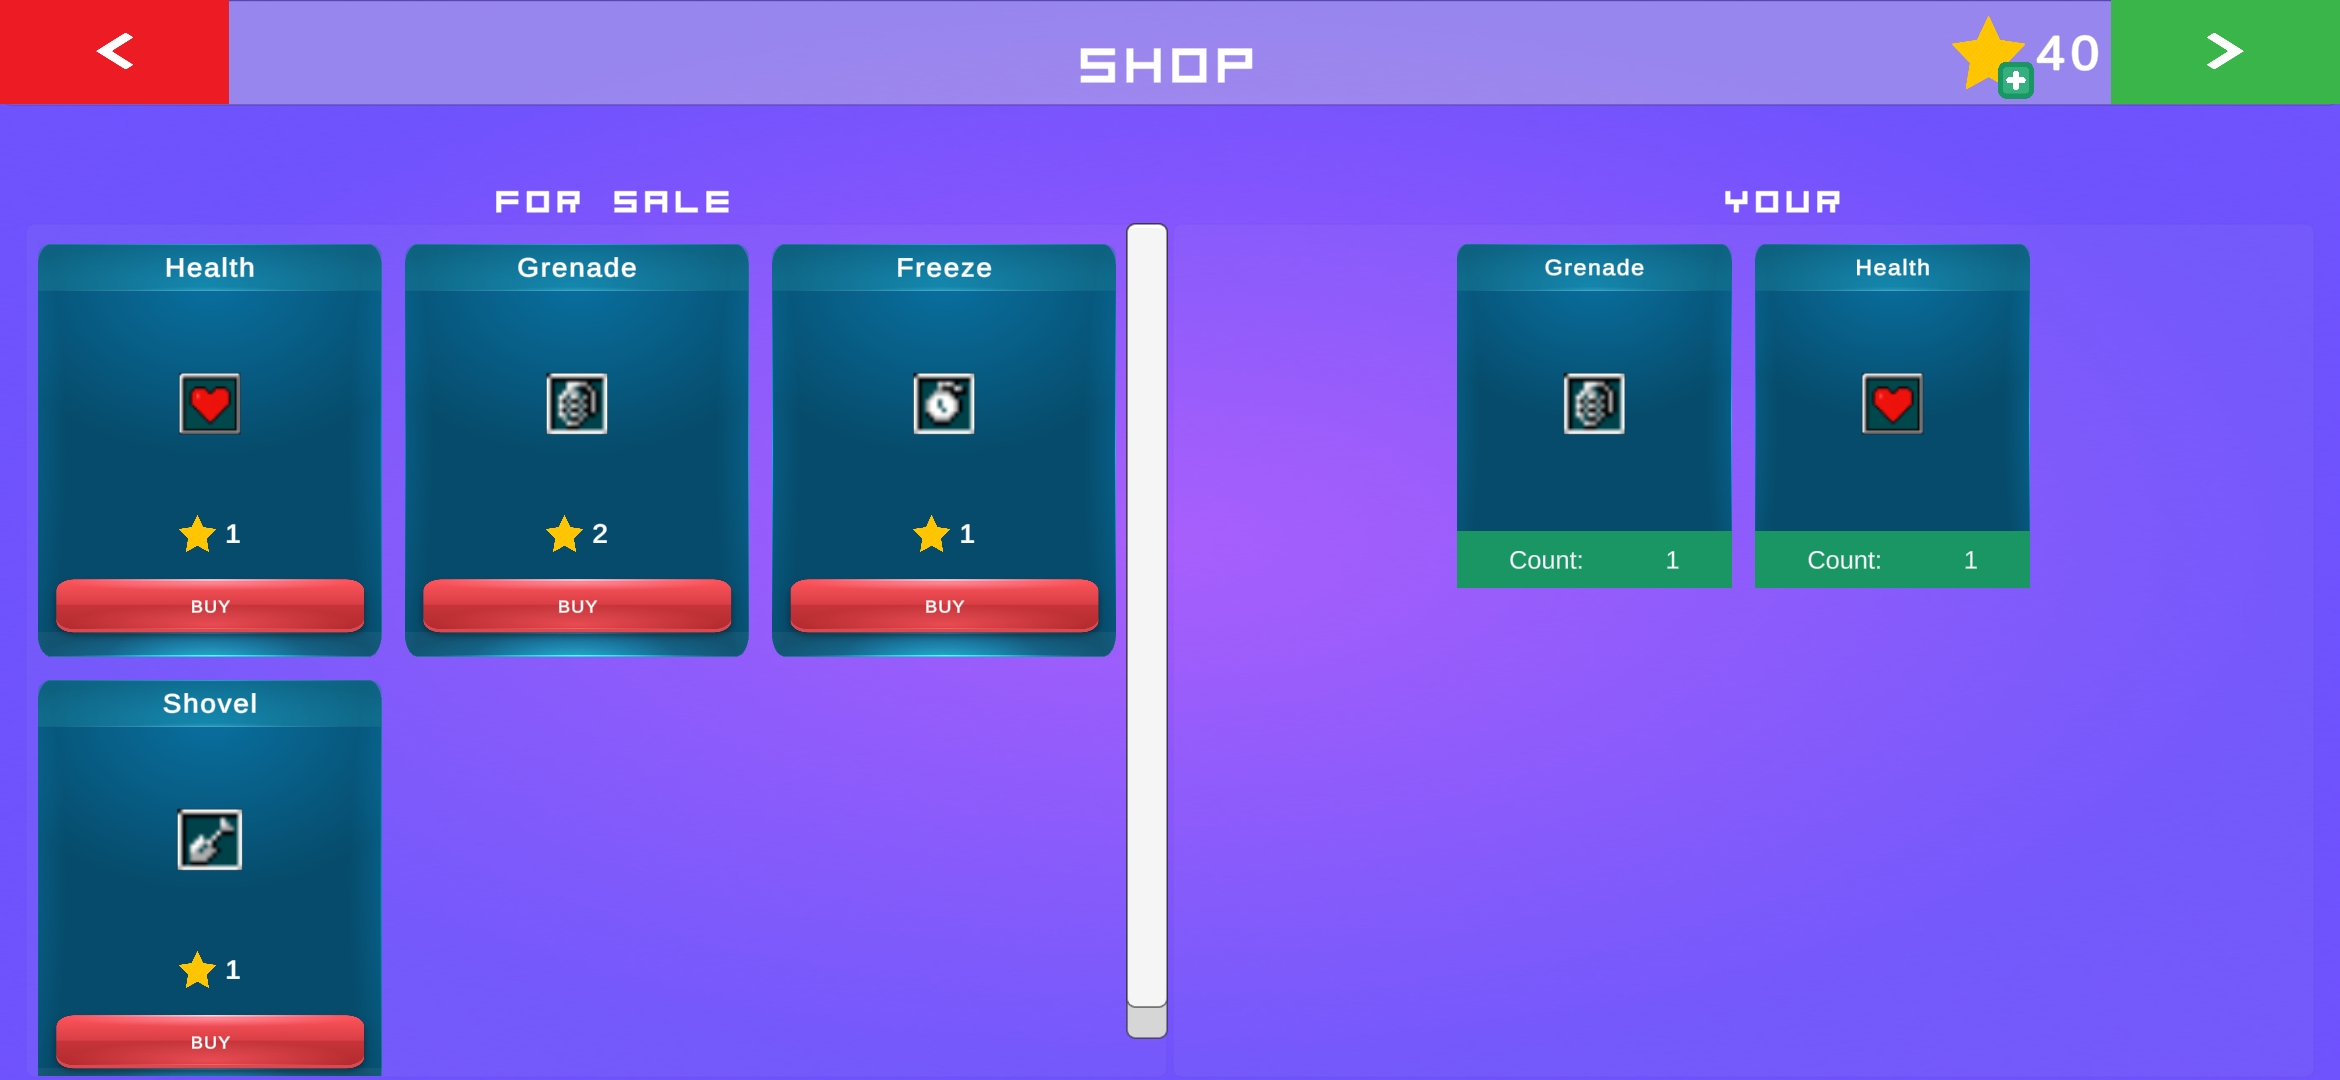 <
SHOP
40
>
FOR SALE
YOUR
Health
Grenade
Freeze
Grenade
Health
1
2
1
Count: 1
Count: 1
BUY
BUY
BUY
Shovel
1
BUY